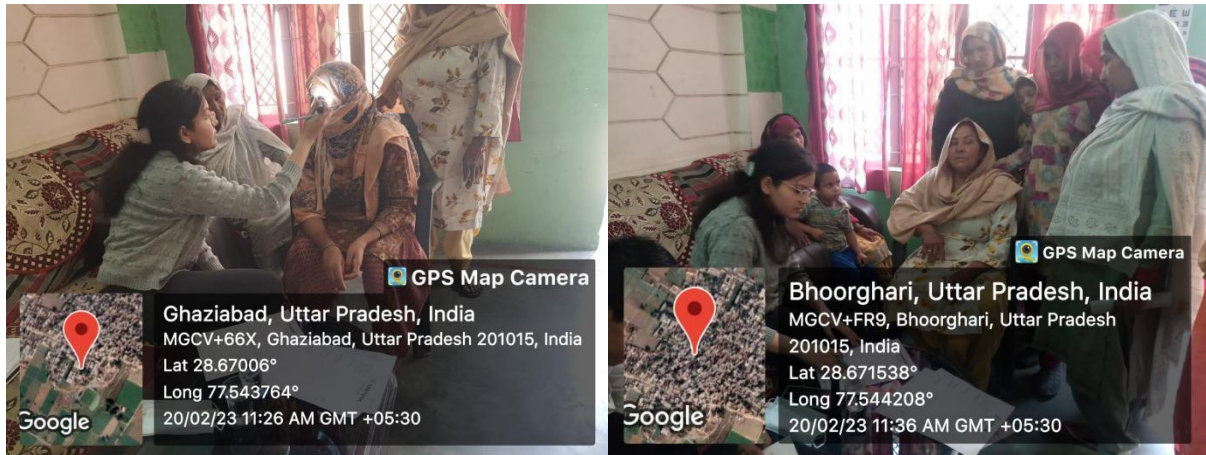 GPS Map Camera
Ghaziabad, Uttar Pradesh, India
MGCV+66X, Ghaziabad, Uttar Pradesh 201015, India
Lat 28.67006°
Long 77.543764°
20/02/23 11:26 AM GMT +05:30
Google
GPS Map Camera
Bhoorghari, Uttar Pradesh, India
MGCV+FR9, Bhoorghari, Uttar Pradesh
201015, India
Lat 28.671538°
Long 77.544208°
20/02/23 11:36 AM GMT +05:30
Google